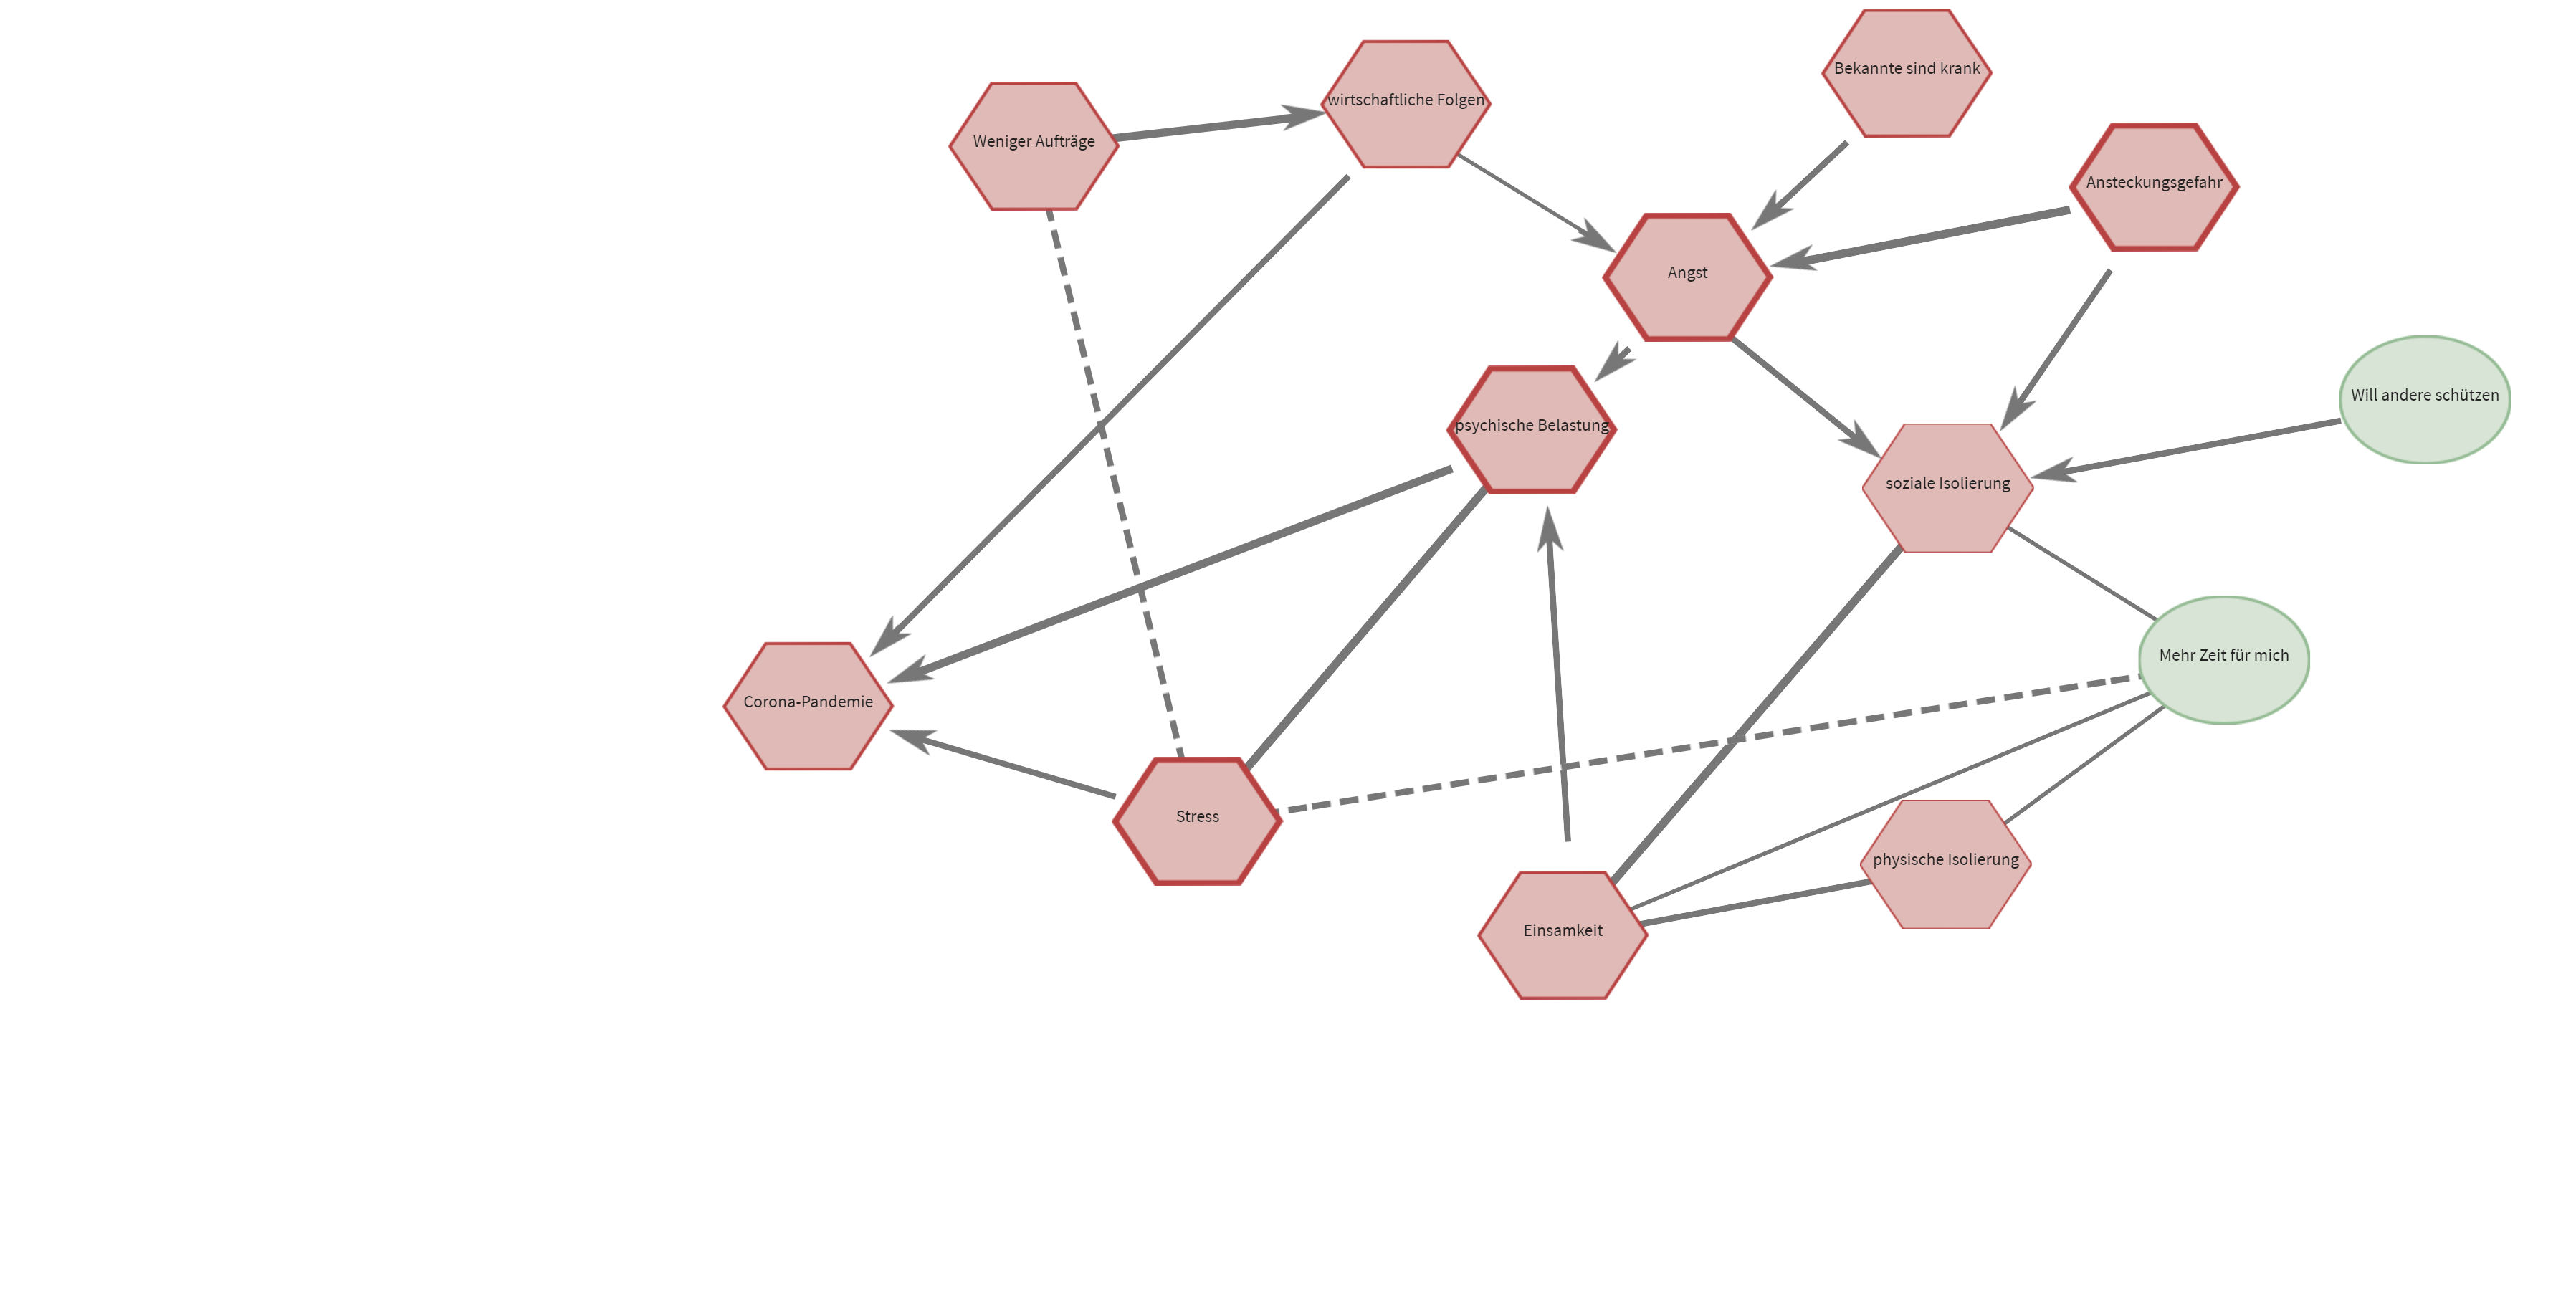 Bekannte sind krank
wirtschaftliche Folgen
Weniger Aufträge
Ansteckungsgefahr
Angst
Will andere schützen
psychische Belastung
soziale Isolierung
Mehr Zeit für mich
Corona-Pandemie
Stress
physische Isolierung
Einsamkeit